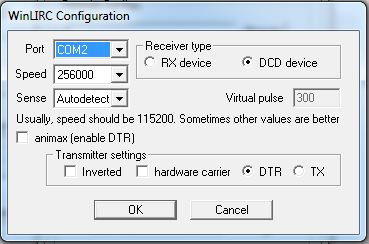 WinLIRC Configuration
Port COM2 Receiver type
RX device DCD device
Speed 256000
Sense Autodetect Virtual pulse 300
Usually, speed should be 115200. Sometimes other values are better
animax (enable DTR)
Transmitter settings
Inverted hardware carrier DTR TX
OK Cancel